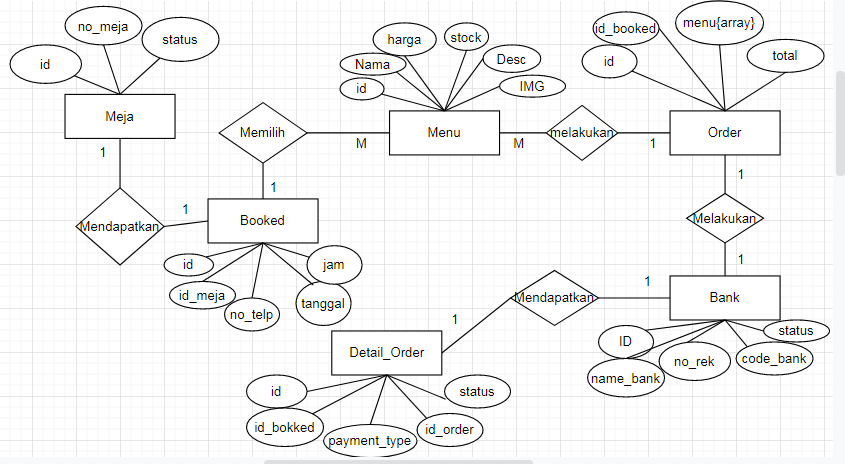 no_meja
status
id
Meja
1
Mendapatkan
1
Memilih
M
1
Booked
id
id_meja
no_telp
tanggal
jam
harga
stock
Nama
Desc
id
IMG
Menu
M
melakukan
1
id_booked
menu{array}
id
total
Order
1
Melakukan
1
Bank
1
Mendapatkan
1
ID
name_bank
no_rek
code_bank
status
Detail_Order
id
id_bokked
payment_type
id_order
status